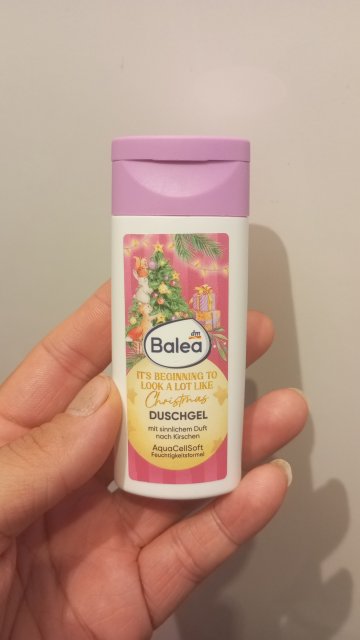 dm
Balea
IT'S BEGINNING TO
LOOK A LOT LIKE
Christmas
DUSCHGEL
mit sinnlichem Duft
nach Kirschen
AquaCellSoft
Feuchtigkeitsformel